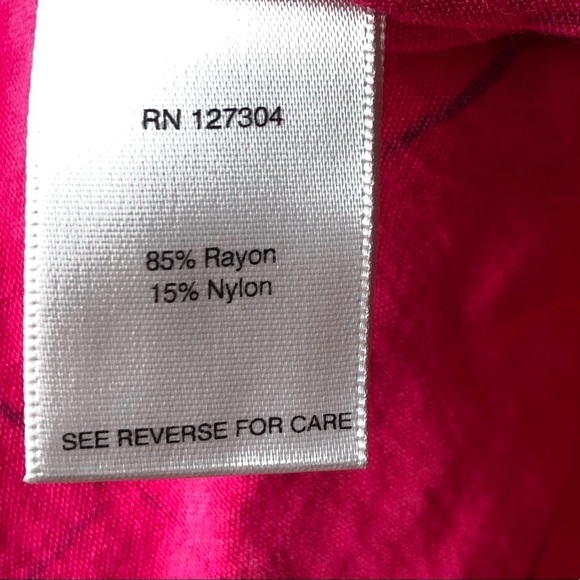 RN 127304
85% Rayon
15% Nylon
SEE REVERSE FOR CARE